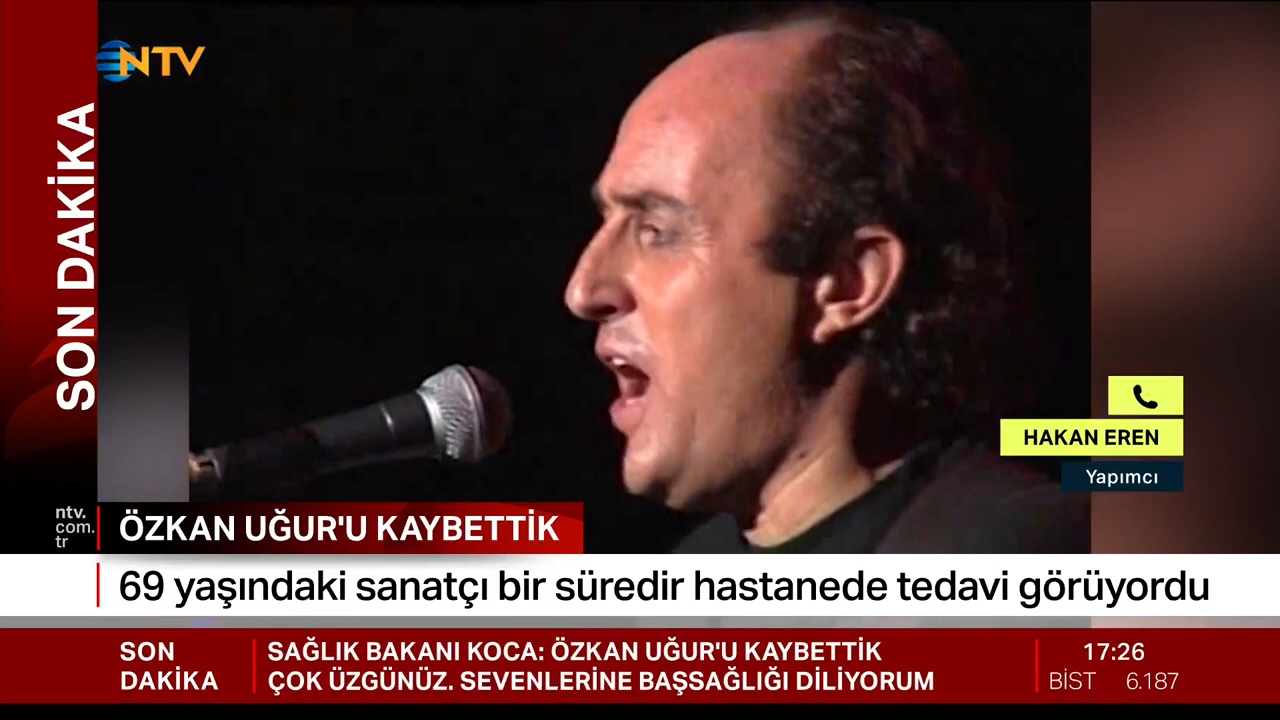 NTV
SON DAKİKA
HAKAN EREN
Yapımcı
ntv.
com.
tr
ÖZKAN UĞUR'U KAYBETTİK
69 yaşındaki sanatçı bir süredir hastanede tedavi görüyordu
SON
DAKİKA
SAĞLIK BAKANI KOCA: ÖZKAN UĞUR'U KAYBETTİK
ÇOK ÜZGÜNÜZ. SEVENLERİNE BAŞSAĞLIĞI DİLİYORUM
17:26
BİST 6.187